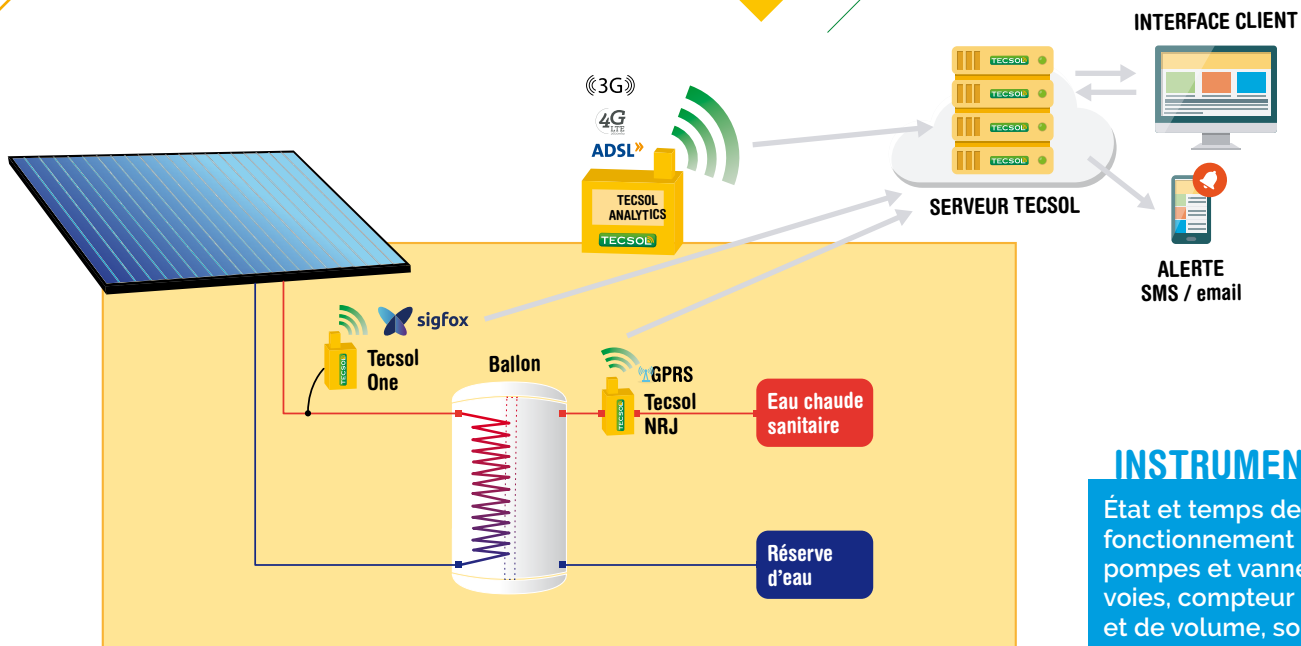 INTERFACE CLIENT
3G
4G
LTE
ADSL
TECSOL
ANALYTICS
TECSOL
TECSOL
TECSOL
TECSOL
TECSOL
SERVEUR TECSOL
ALERTE
SMS / email
sigfox
TECSOL
Tecsol
One
Ballon
GPRS
TECSOL
Tecsol
NRJ
Eau chaude
sanitaire
Réserve
d'eau
INSTRUMEN
État et temps de
fonctionnement
pompes et vanne
voies, compteur
et de volume, so